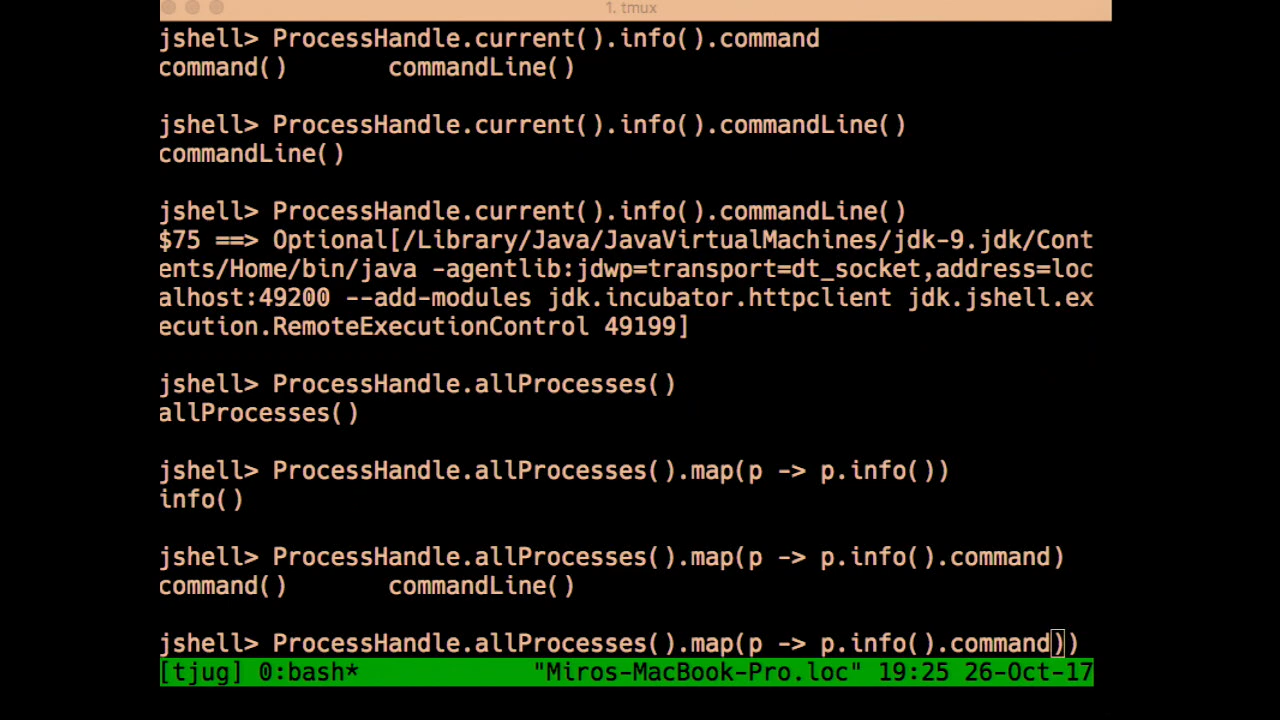 1. tmux
jshell> ProcessHandle.current().info().command
command()       commandLine()
jshell> ProcessHandle.current().info().commandLine()
commandLine()
jshell> ProcessHandle.current().info().commandLine()
$75 ==> Optional[/Library/Java/JavaVirtualMachines/jdk-9.jdk/Cont
ents/Home/bin/java -agentlib:jdwp=transport=dt_socket,address=loc
alhost:49200 --add-modules jdk.incubator.httpclient jdk.jshell.ex
ecution.RemoteExecutionControl 49199]
jshell> ProcessHandle.allProcesses()
allProcesses()
jshell> ProcessHandle.allProcesses().map(p -> p.info())
info()
jshell> ProcessHandle.allProcesses().map(p -> p.info().command)
command()       commandLine()
jshell> ProcessHandle.allProcesses().map(p -> p.info().command))
[tjug] 0:bash*           "Miros-MacBook-Pro.loc" 19:25 26-Oct-17